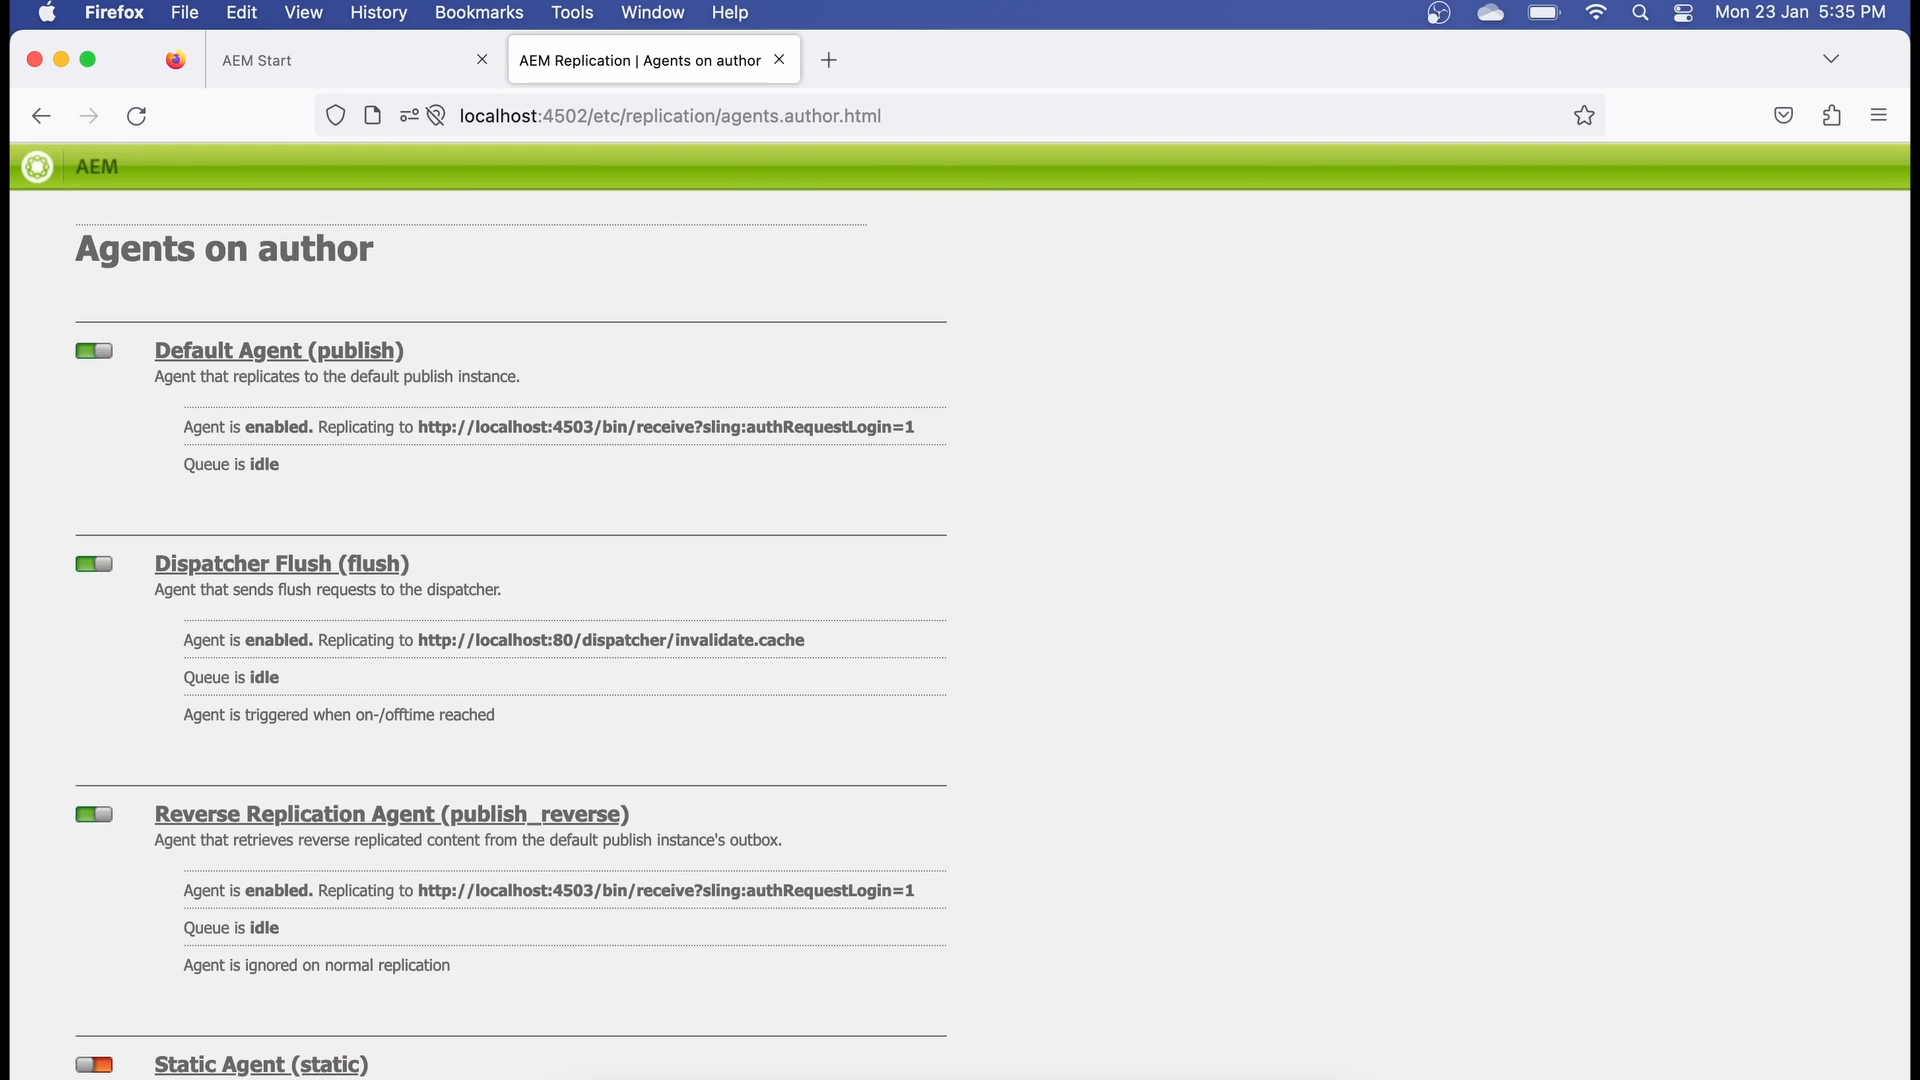 Firefox File Edit View History Bookmarks Tools Window Help Mon 23 Jan 5:35 PM
AEM Start AEM Replication | Agents on author
localhost:4502/etc/replication/agents.author.html
AEM
Agents on author
Default Agent (publish)
Agent that replicates to the default publish instance.
Agent is enabled. Replicating to http://localhost:4503/bin/receive?sling:authRequestLogin=1
Queue is idle
Dispatcher Flush (flush)
Agent that sends flush requests to the dispatcher.
Agent is enabled. Replicating to http://localhost:80/dispatcher/invalidate.cache
Queue is idle
Agent is triggered when on-/offtime reached
Reverse Replication Agent (publish_reverse)
Agent that retrieves reverse replicated content from the default publish instance's outbox.
Agent is enabled. Replicating to http://localhost:4503/bin/receive?sling:authRequestLogin=1
Queue is idle
Agent is ignored on normal replication
Static Agent (static)